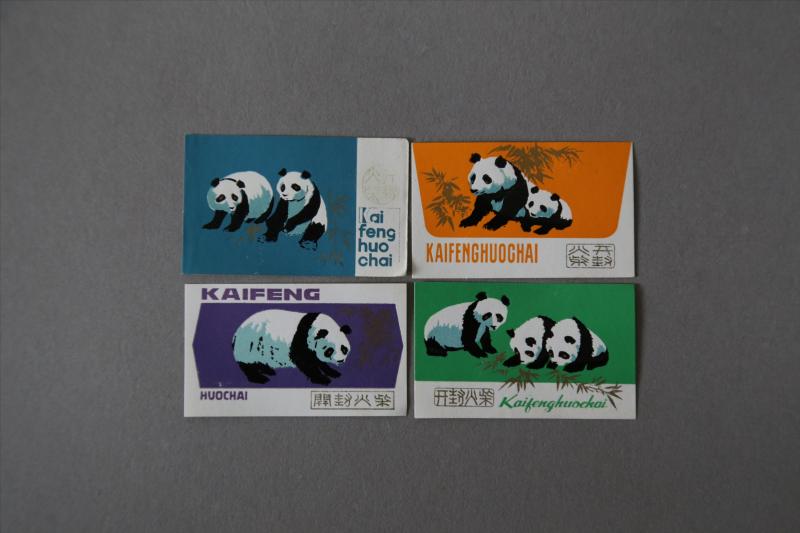 Kai
feng
huo
chai
KAIFENGHUOCHAI
开封
火柴
KAIFENG
HUOCHAI
開封火柴
开封火柴
Kaifenghuochai